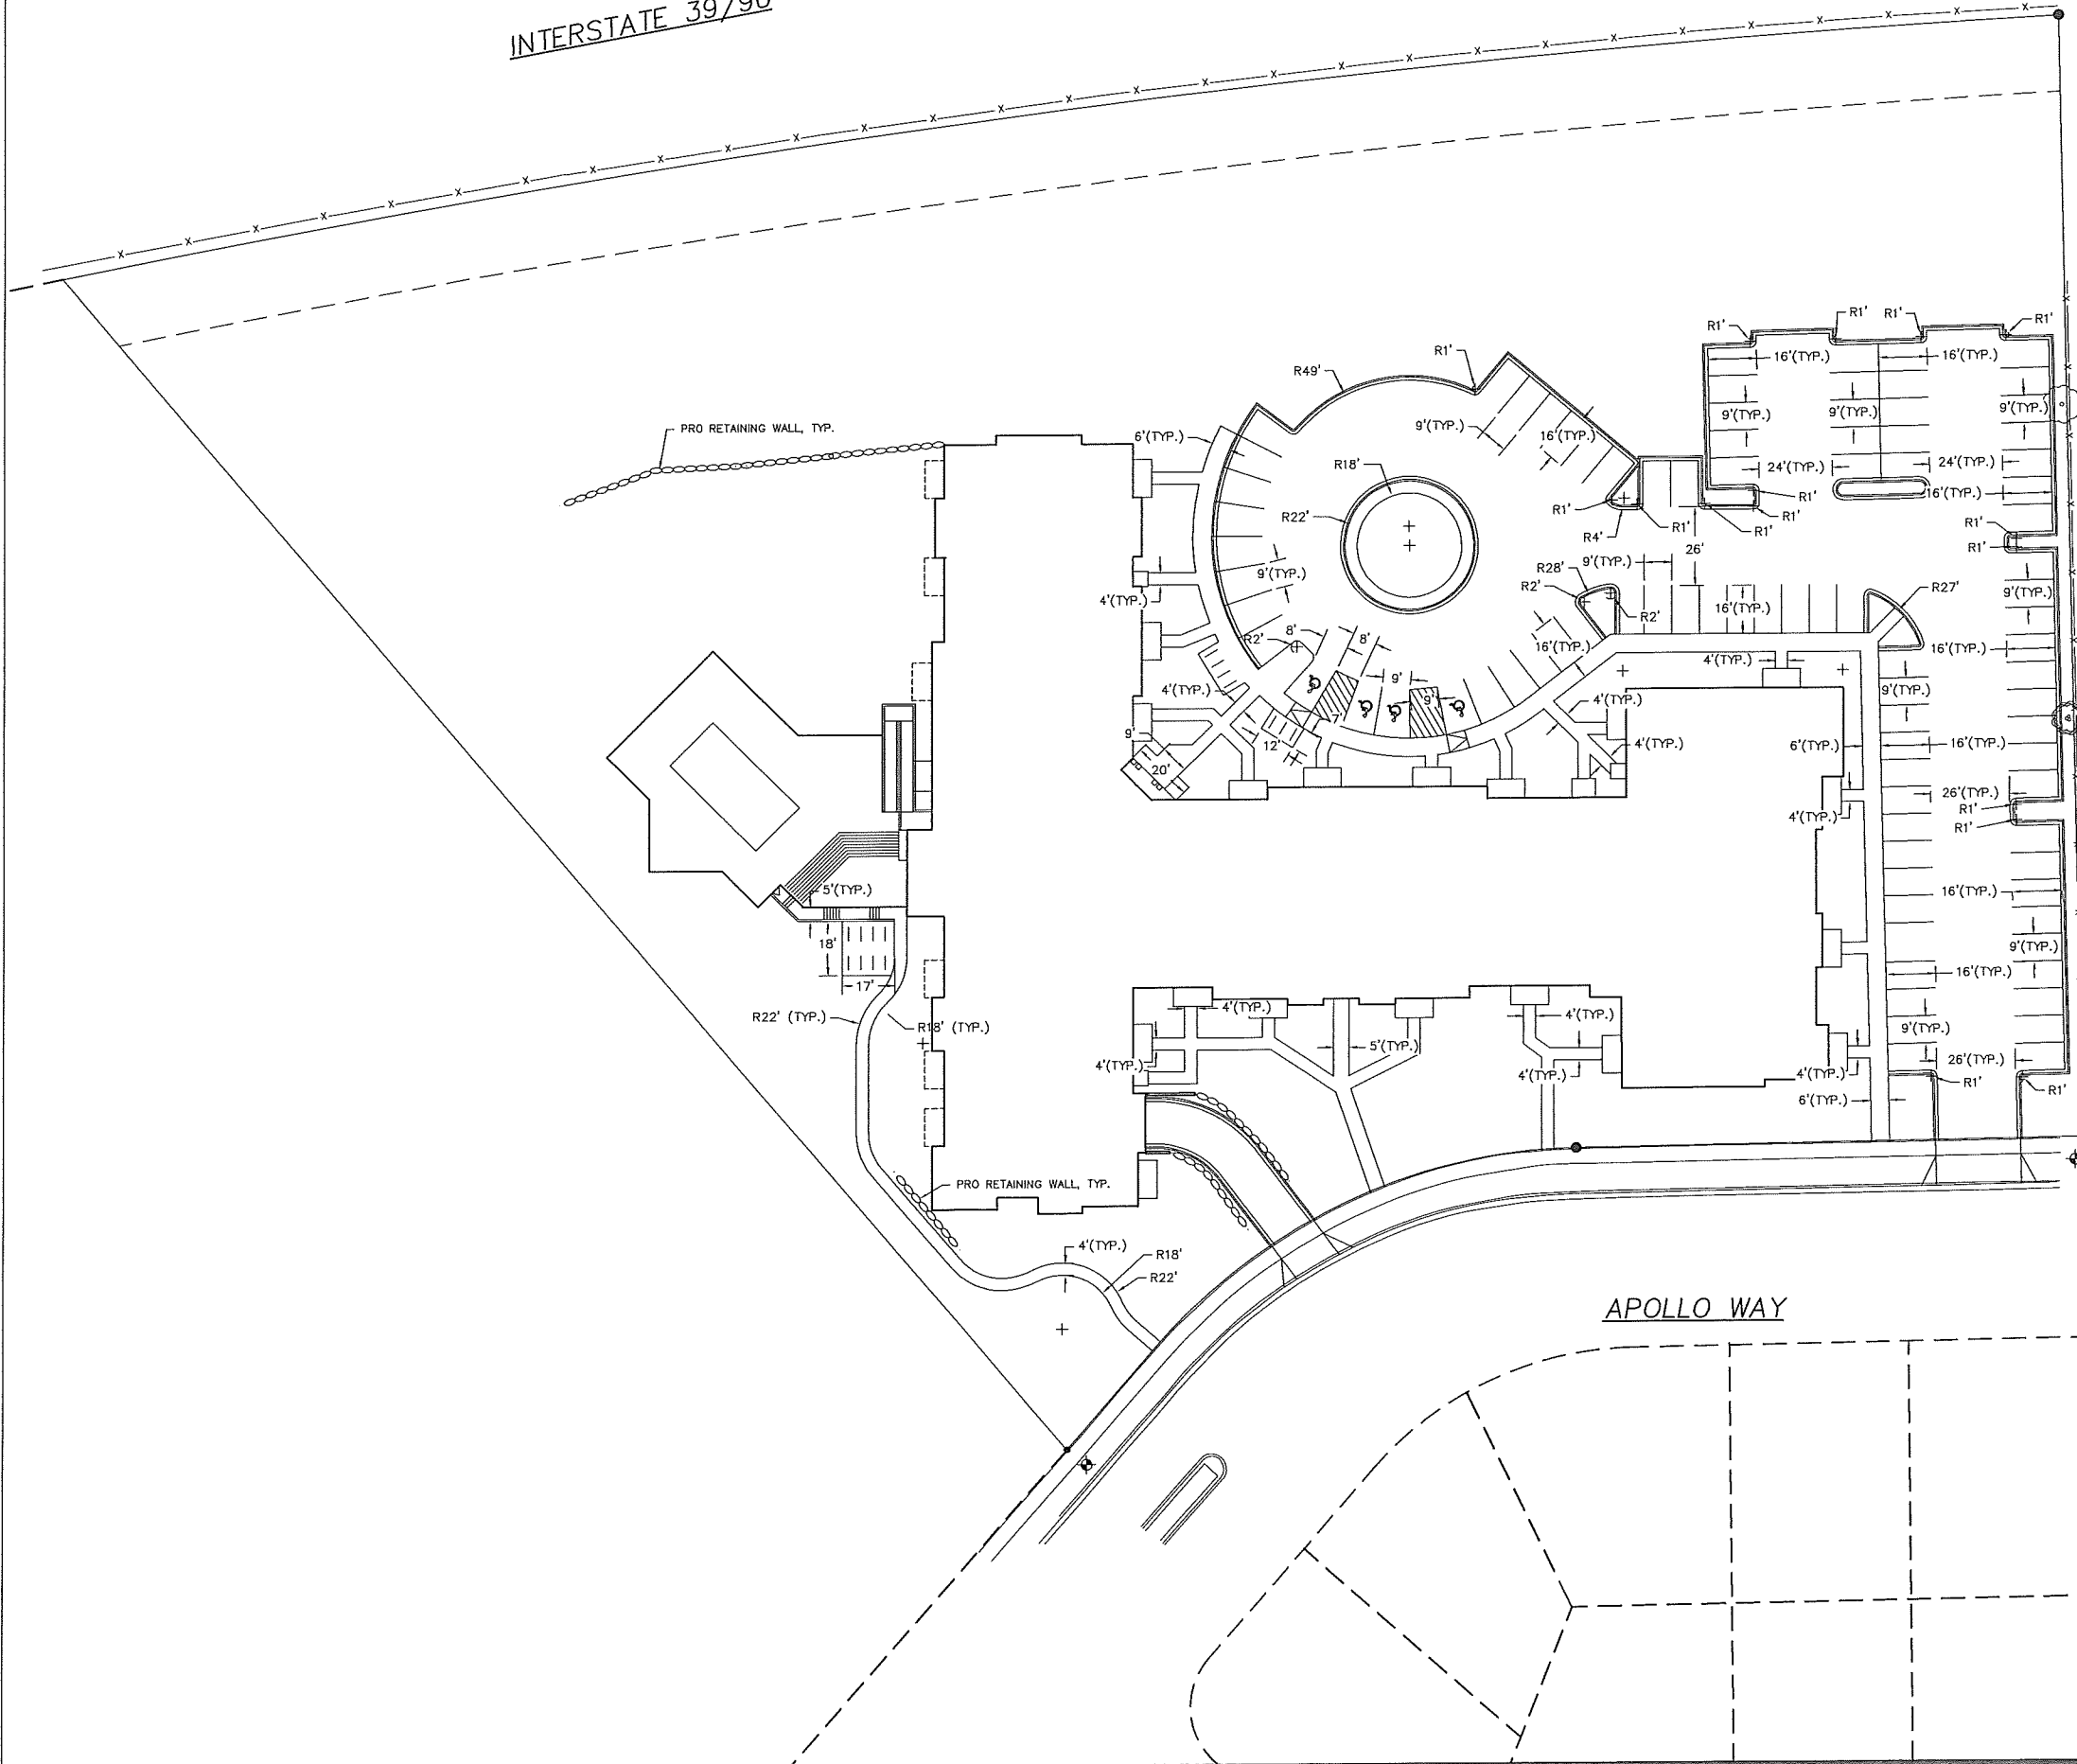 INTERSTATE 39/90
R1'
R1'
R1'
R1'
R1'
16'(TYP.)
16'(TYP.)
R49'
PRO RETAINING WALL, TYP.
6'(TYP.)
9'(TYP.)
16'(TYP.)
9'(TYP.)
9'(TYP.)
9'(TYP.)
R18'
24'(TYP.)
24'(TYP.)
R22'
R1'
16'(TYP.)
R1'
R1'
R1'
R1'
R4'
R1'
R1'
26'
9'(TYP.)
9'(TYP.)
R28'
R27'
9'(TYP.)
4'(TYP.)
R2'
R2'
16'(TYP.)
R2'
8'
8'
16'(TYP.)
16'(TYP.)
4'(TYP.)
9'
4'(TYP.)
9'(TYP.)
9'
7'
4'(TYP.)
9'
12'
4'(TYP.)
6'(TYP.)
16'(TYP.)
20'
26'(TYP.)
R1'
4'(TYP.)
R1'
5'(TYP.)
16'(TYP.)
18'
9'(TYP.)
17'
16'(TYP.)
R22' (TYP.)
R18' (TYP.)
4'(TYP.)
4'(TYP.)
9'(TYP.)
5'(TYP.)
4'(TYP.)
4'(TYP.)
4'(TYP.)
26'(TYP.)
R1'
R1'
6'(TYP.)
PRO RETAINING WALL, TYP.
4'(TYP.)
R18'
R22'
APOLLO WAY